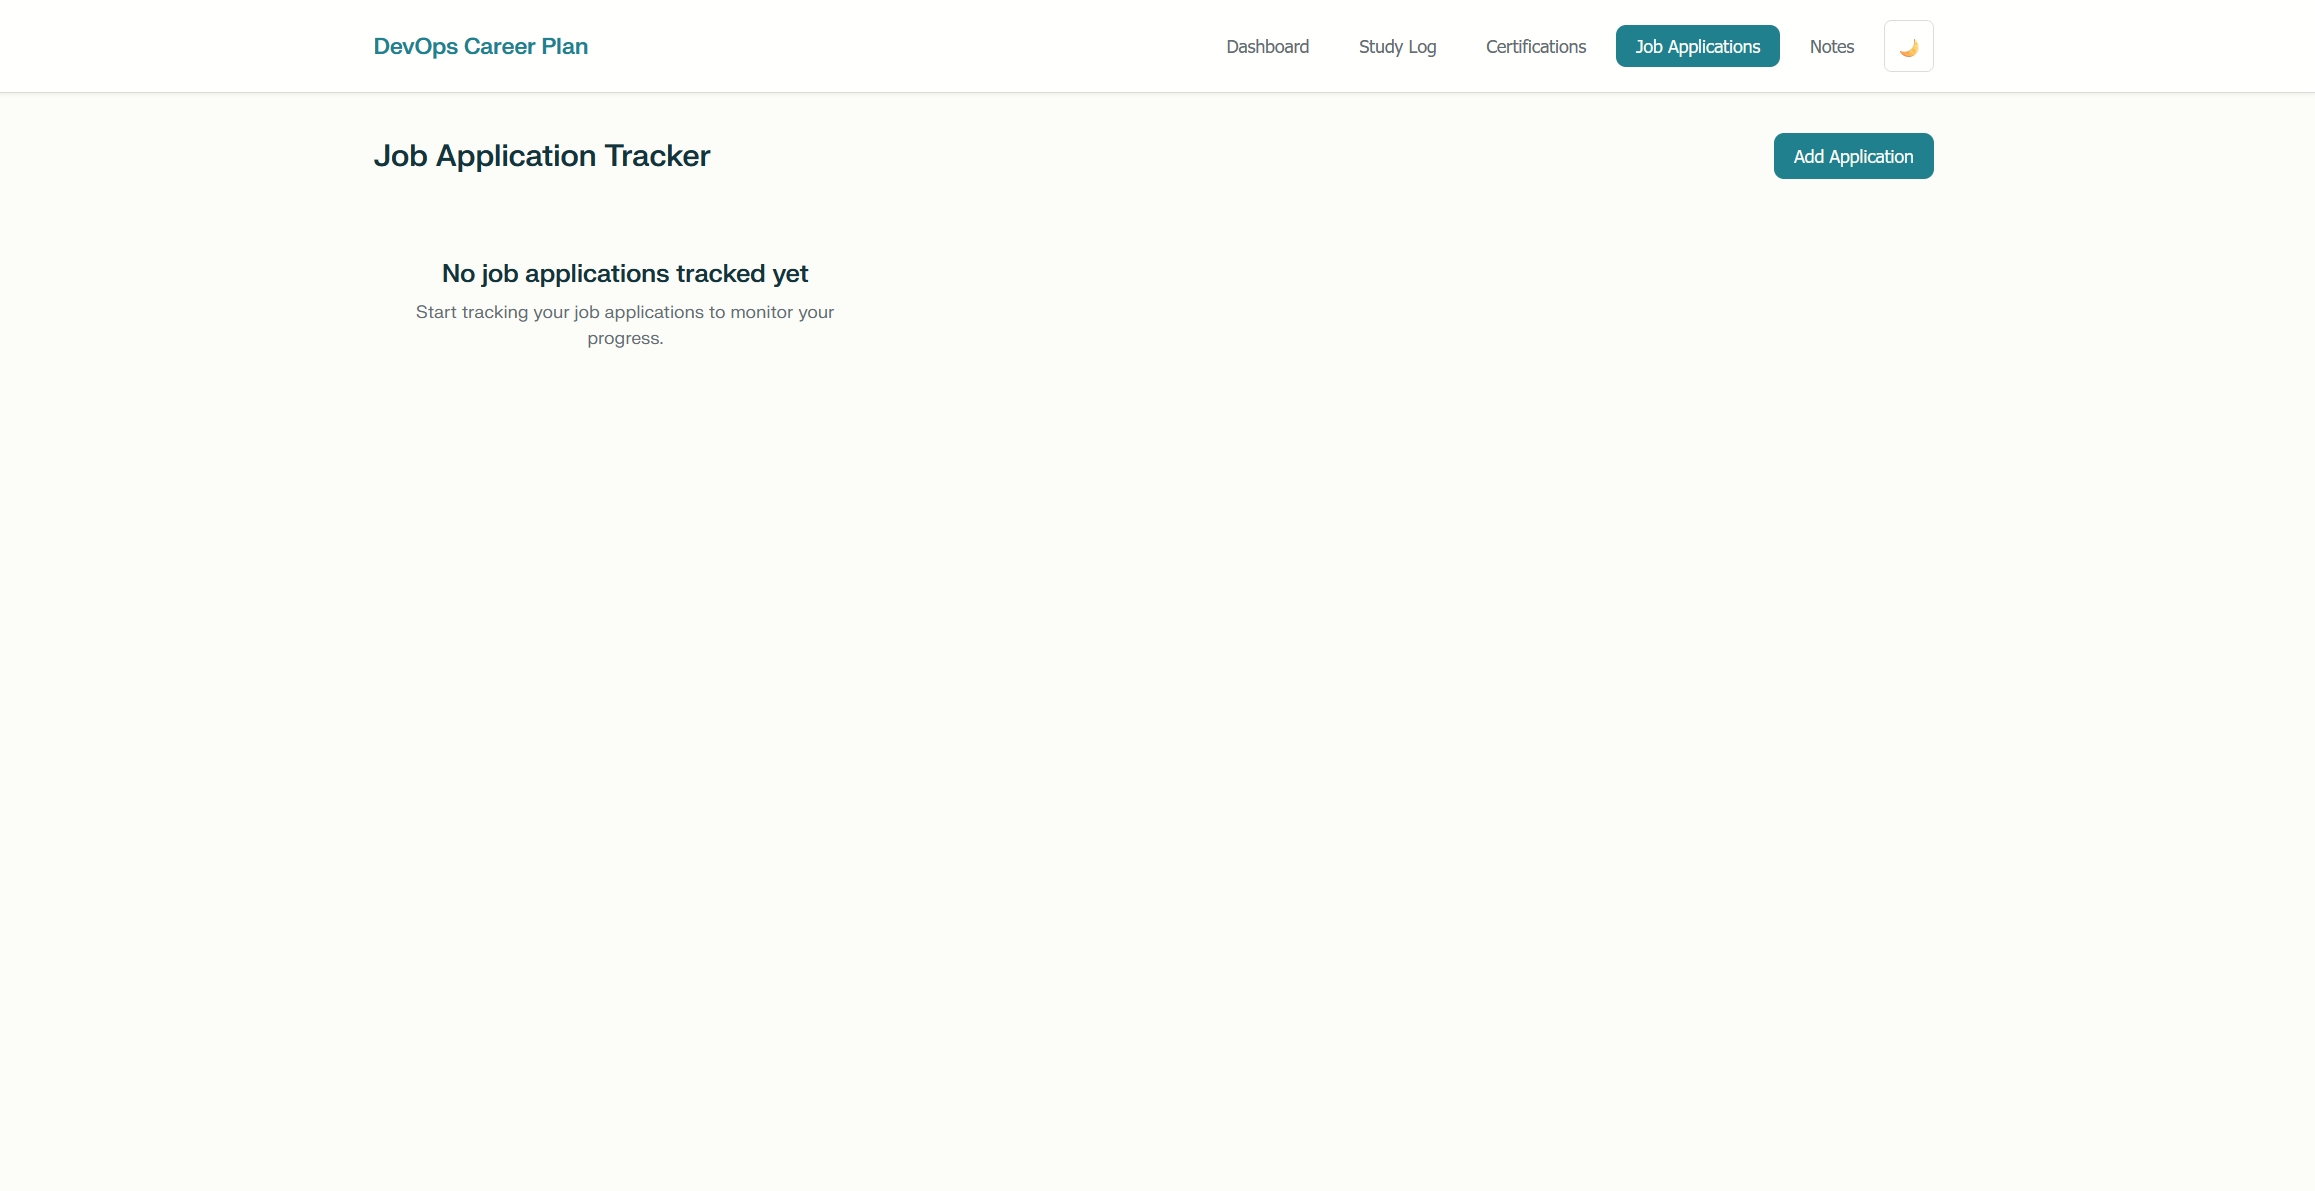 DevOps Career Plan
Dashboard
Study Log
Certifications
Job Applications
Notes
Job Application Tracker
Add Application
No job applications tracked yet
Start tracking your job applications to monitor your
progress.